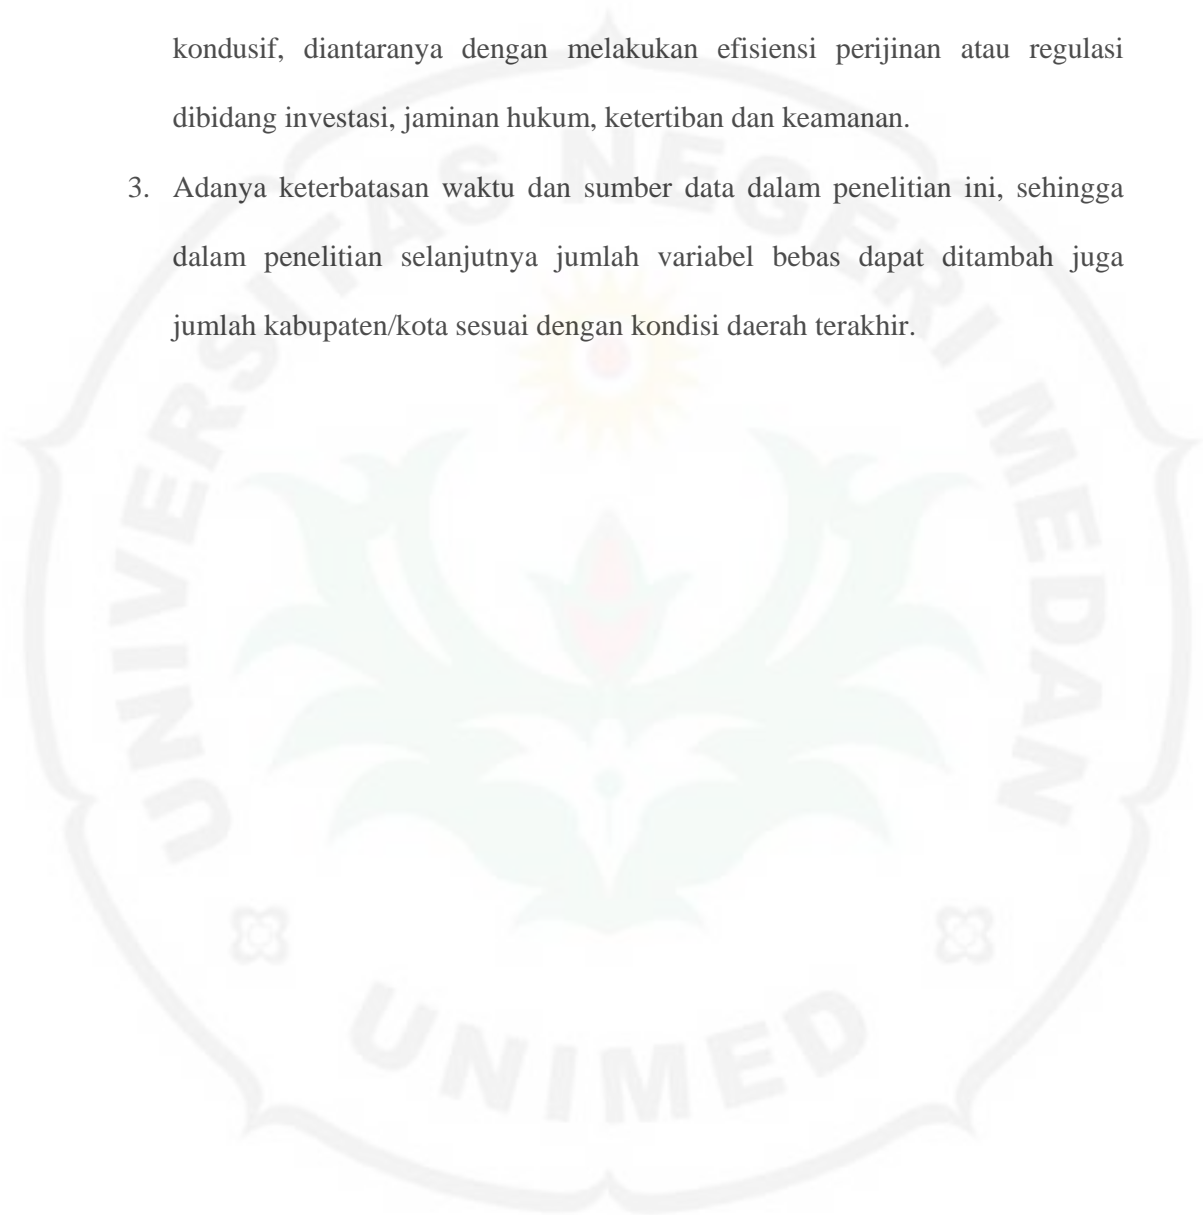 kondusif, diantaranya dengan melakukan efisiensi perijinan atau regulasi
dibidang investasi, jaminan hukum, ketertiban dan keamanan.
3. Adanya keterbatasan waktu dan sumber data dalam penelitian ini, sehingga
dalam penelitian selanjutnya jumlah variabel bebas dapat ditambah juga
jumlah kabupaten/kota sesuai dengan kondisi daerah terakhir.
UNIVERSITAS NEGERI MEDAN
UNIMED